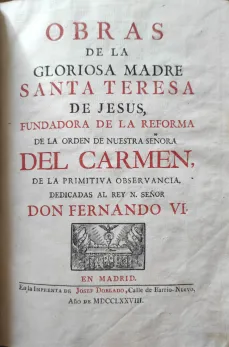 OBRAS
DE LA
GLORIOSA MADRE
SANTA TERESA
DE JESUS,
FUNDADORA DE LA REFORMA
DE LA ORDEN DE NUESTRA SEÑORA
DEL CARMEN,
DE LA PRIMITIVA OBSERVANCIA.
DEDICADAS AL REY N. SEÑOR
DON FERNANDO VI.
EN MADRID.
En la Imprenta de Josef Doblado, Calle de Barrio-Nuevo,
Año de MDCCLXXVIII.